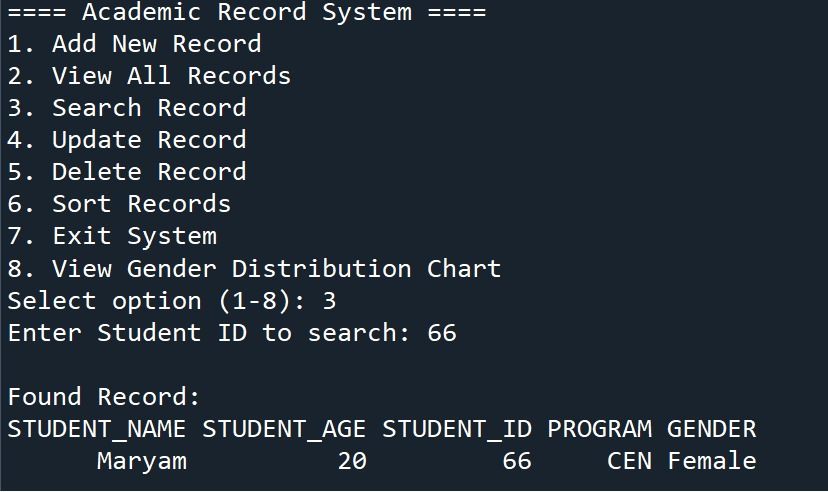 ==== Academic Record System ====
1. Add New Record
2. View All Records
3. Search Record
4. Update Record
5. Delete Record
6. Sort Records
7. Exit System
8. View Gender Distribution Chart
Select option (1-8): 3
Enter Student ID to search: 66
Found Record:
STUDENT_NAME STUDENT_AGE STUDENT_ID PROGRAM GENDER
Maryam 20 66 CEN Female